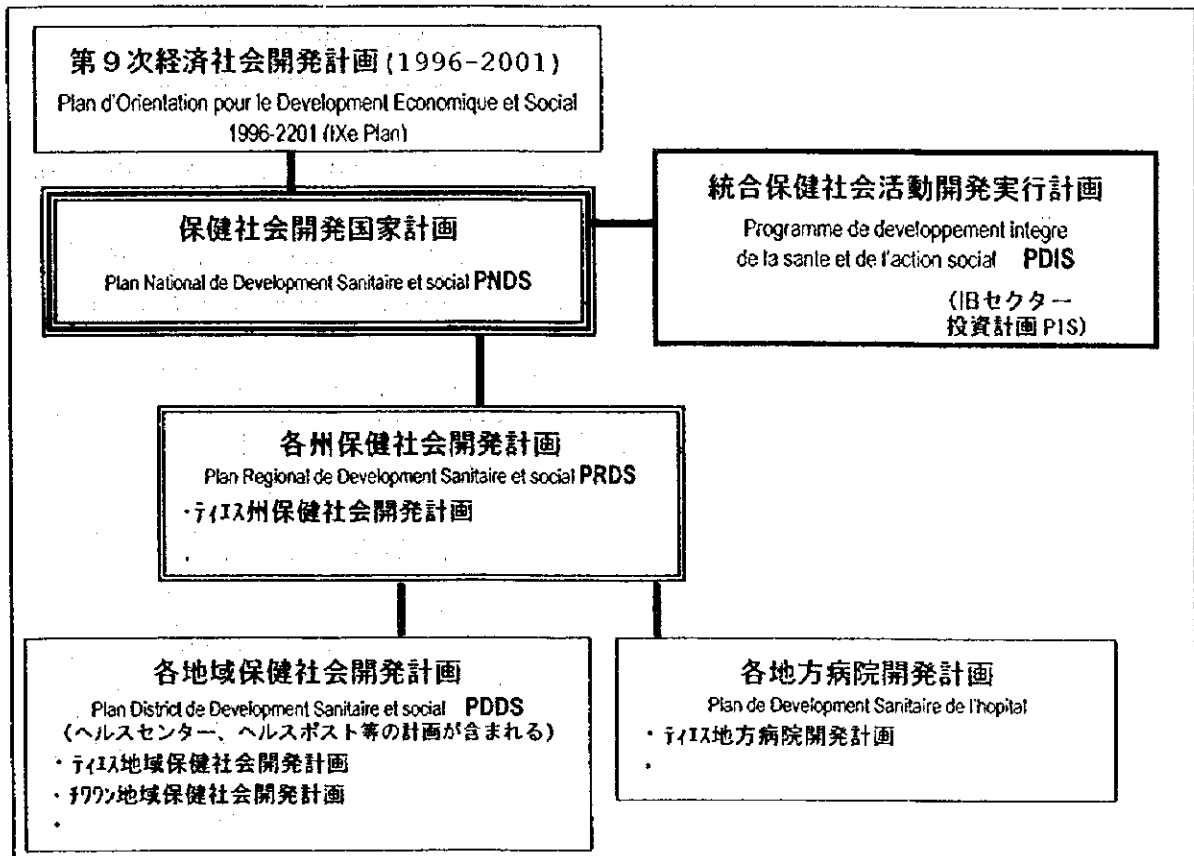 第９次経済社会開発計画(1996-2001)
Plan d'Orientation pour le Development Economique et Social
1996-2201 (IXe Plan)
保健社会開発国家計画
Plan National de Development Sanitaire et social PNDS
統合保健社会活動開発実行計画
Programme de developpement integre
de la sante et de l'action social PDIS
(旧セクター
投資計画 PIS)
各州保健社会開発計画
Plan Regional de Development Sanitaire et social PRDS
・ﾃｨｴｽ州保健社会開発計画
・
各地域保健社会開発計画
Plan District de Development Sanitaire et social PDDS
(ヘルスセンター、ヘルスポスト等の計画が含まれる)
・ﾃｨｴｽ地域保健社会開発計画
・ﾁﾜﾜﾝ地域保健社会開発計画
・
各地方病院開発計画
Plan de Development Sanitaire de l'hopital
・ﾃｨｴｽ地方病院開発計画
・